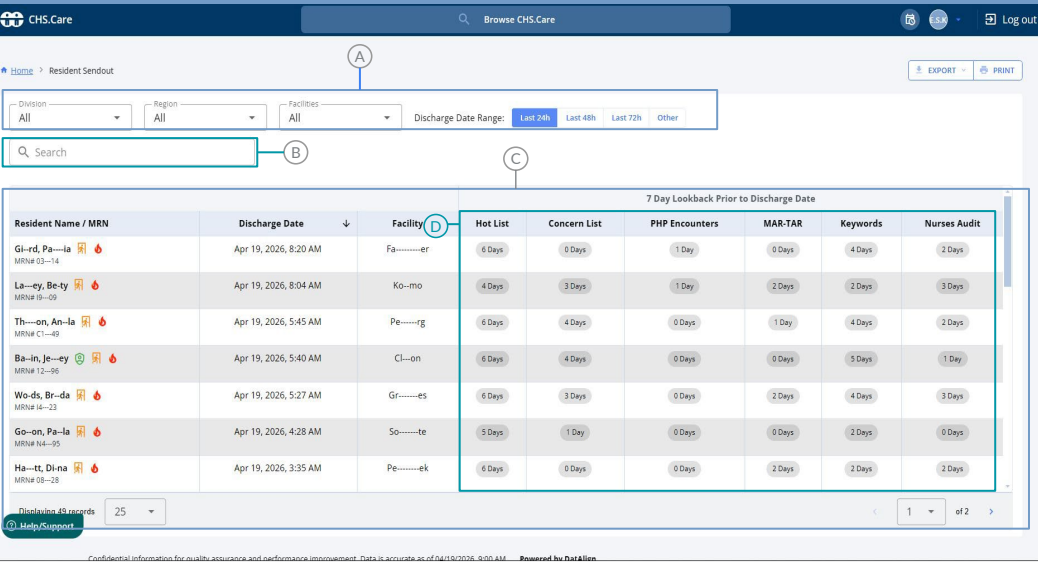 CHS.Care
Browse CHS.Care
E.S.K
Log out
A
Home > Resident Sendout
EXPORT
PRINT
Division
All
Region
All
Facilities
All
Discharge Date Range:
Last 24h
Last 48h
Last 72h
Other
Search
B
C
7 Day Lookback Prior to Discharge Date
Resident Name / MRN Discharge Date Facility D Hot List Concern List PHP Encounters MAR-TAR Keywords Nurses Audit
Gi--rd, Pa----ia Apr 19, 2026, 8:20 AM Fa---------er 6 Days 0 Days 1 Day 0 Days 4 Days 2 Days
MRN# 03---14
La---ey, Be-ty Apr 19, 2026, 8:04 AM Ko--mo 4 Days 3 Days 1 Day 2 Days 2 Days 3 Days
MRN# I9---09
Th----on, An--la Apr 19, 2026, 5:45 AM Pe------rg 6 Days 4 Days 0 Days 1 Day 4 Days 2 Days
MRN# C1---49
Ba--in, Je---ey Apr 19, 2026, 5:40 AM Cl---on 6 Days 4 Days 0 Days 0 Days 5 Days 1 Day
MRN# 12---96
Wo-ds, Br--da Apr 19, 2026, 5:27 AM Gr-------es 6 Days 3 Days 0 Days 2 Days 4 Days 3 Days
MRN# I4---23
Go--on, Pa--la Apr 19, 2026, 4:28 AM So-------te 5 Days 1 Day 0 Days 0 Days 2 Days 0 Days
MRN# N4---95
Ha---tt, Di-na Apr 19, 2026, 3:35 AM Pe--------ek 6 Days 0 Days 0 Days 2 Days 2 Days 2 Days
MRN# 08---28
Displaying 49 records 25
1 of 2
Help/Support
Confidential information for quality assurance and performance improvement. Data is accurate as of 04/19/2026, 9:00 AM Powered by DatAlign